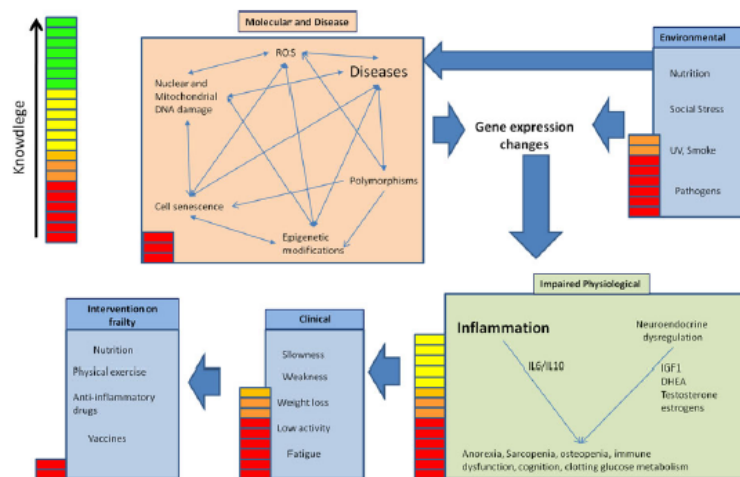 Knowdlege
Molecular and Disease
ROS
Diseases
Nuclear and
Mitochondrial
DNA damage
Polymorphisms
Cell senescence
Epigenetic
modifications
Gene expression
changes
Environmental
Nutrition
Social Stress
UV, Smoke
Pathogens
Intervention on
frailty
Nutrition
Physical exercise
Anti-inflammatory
drugs
Vaccines
Clinical
Slowness
Weakness
Weight loss
Low activity
Fatigue
Impaired Physiological
Inflammation
Neuroendocrine
dysregulation
IL6/IL10
IGF1
DHEA
Testosterone
estrogens
Anorexia, Sarcopenia, osteopenia, immune
dysfunction, cognition, clotting glucose metabolism